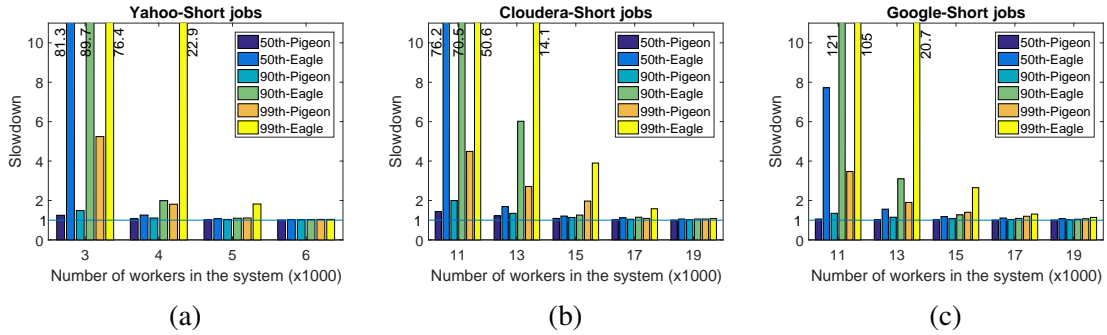 Yahoo-Short jobs
Slowdown
10
8
6
4
2
1
0
81.3
89.7
76.4
22.9
50th-Pigeon
50th-Eagle
90th-Pigeon
90th-Eagle
99th-Pigeon
99th-Eagle
3 4 5 6
Number of workers in the system (x1000)
(a)
Cloudera-Short jobs
Slowdown
10
8
6
4
2
1
0
76.2
70.5
50.6
14.1
50th-Pigeon
50th-Eagle
90th-Pigeon
90th-Eagle
99th-Pigeon
99th-Eagle
11 13 15 17 19
Number of workers in the system (x1000)
(b)
Google-Short jobs
Slowdown
10
8
6
4
2
1
0
121
105
20.7
50th-Pigeon
50th-Eagle
90th-Pigeon
90th-Eagle
99th-Pigeon
99th-Eagle
11 13 15 17 19
Number of workers in the system (x1000)
(c)